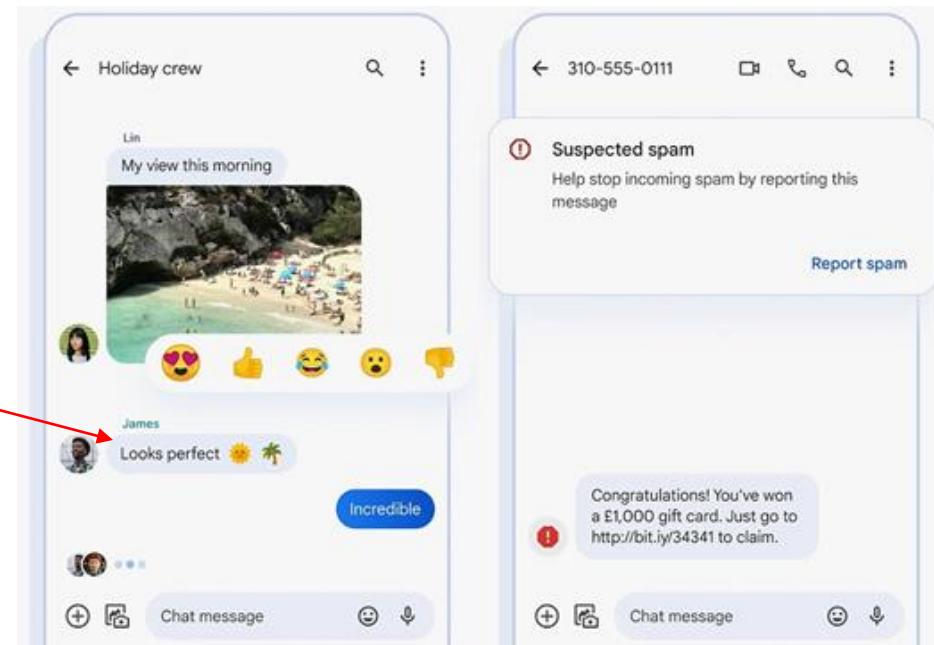 Holiday crew
Lin
My view this morning
James
Looks perfect 🌞 🌴
Incredible
Chat message
310-555-0111
Suspected spam
Help stop incoming spam by reporting this
message
Report spam
Congratulations! You've won
a £1,000 gift card. Just go to
http://bit.iy/34341 to claim.
Chat message